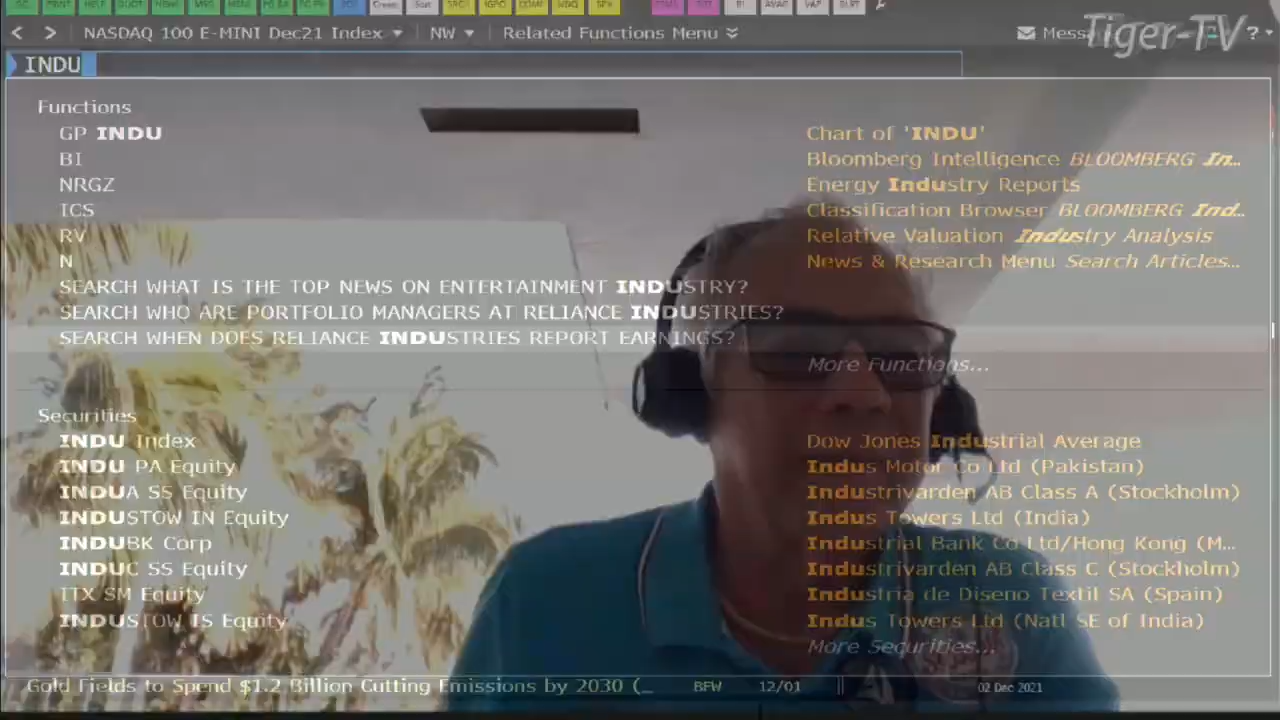 NASDAQ 100 E-MINI Dec21 Index NW Related Functions Menu
Tiger-TV
INDU
Functions
GP INDU Chart of 'INDU'
BI Bloomberg Intelligence BLOOMBERG In...
NRGZ Energy Industry Reports
ICS Classification Browser BLOOMBERG Ind...
RV Relative Valuation Industry Analysis
N News & Research Menu Search Articles...
SEARCH WHAT IS THE TOP NEWS ON ENTERTAINMENT INDUSTRY?
SEARCH WHO ARE PORTFOLIO MANAGERS AT RELIANCE INDUSTRIES?
SEARCH WHEN DOES RELIANCE INDUSTRIES REPORT EARNINGS?
More Functions...
Securities
INDU Index Dow Jones Industrial Average
INDU PA Equity Indus Motor Co Ltd (Pakistan)
INDUA SS Equity Industrivarden AB Class A (Stockholm)
INDUSTOW IN Equity Indus Towers Ltd (India)
INDUBK Corp Industrial Bank Co Ltd/Hong Kong (M...
INDUC SS Equity Industrivarden AB Class C (Stockholm)
ITX SM Equity Industria de Diseno Textil SA (Spain)
INDUSTOW IS Equity Indus Towers Ltd (Natl SE of India)
More Securities...
Gold Fields to Spend $1.2 Billion Cutting Emissions by 2030 (_ BFW 12/01 02 Dec 2021